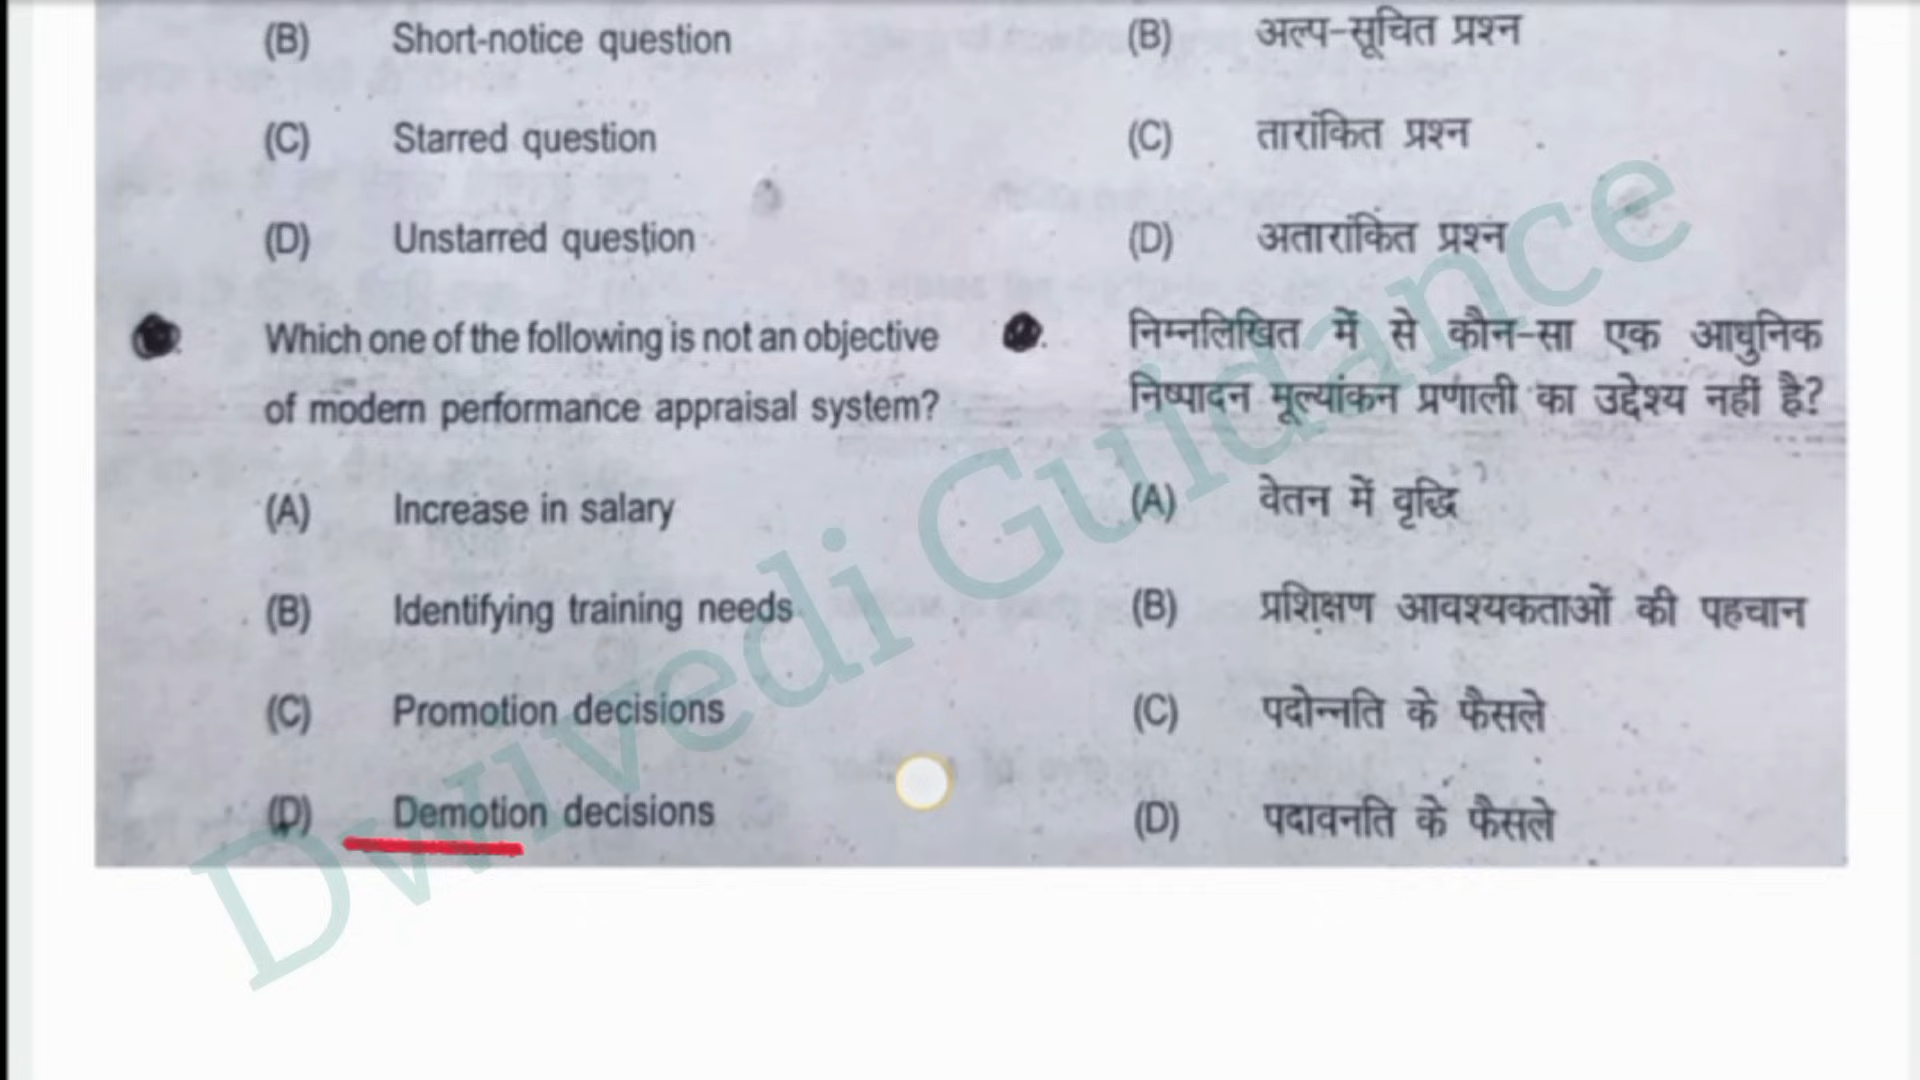 (B) Short-notice question
(C) Starred question
(D) Unstarred question
Which one of the following is not an objective
of modern performance appraisal system?
(A) Increase in salary
(B) Identifying training needs
(C) Promotion decisions
(D) Demotion decisions
(B) अल्प-सूचित प्रश्न
(C) तारांकित प्रश्न
(D) अतारांकित प्रश्न
निम्नलिखित में से कौन-सा एक आधुनिक
निष्पादन मूल्यांकन प्रणाली का उद्देश्य नहीं है?
(A) वेतन में वृद्धि
(B) प्रशिक्षण आवश्यकताओं की पहचान
(C) पदोन्नति के फैसले
(D) पदावनति के फैसले
Dwivedi Guidance